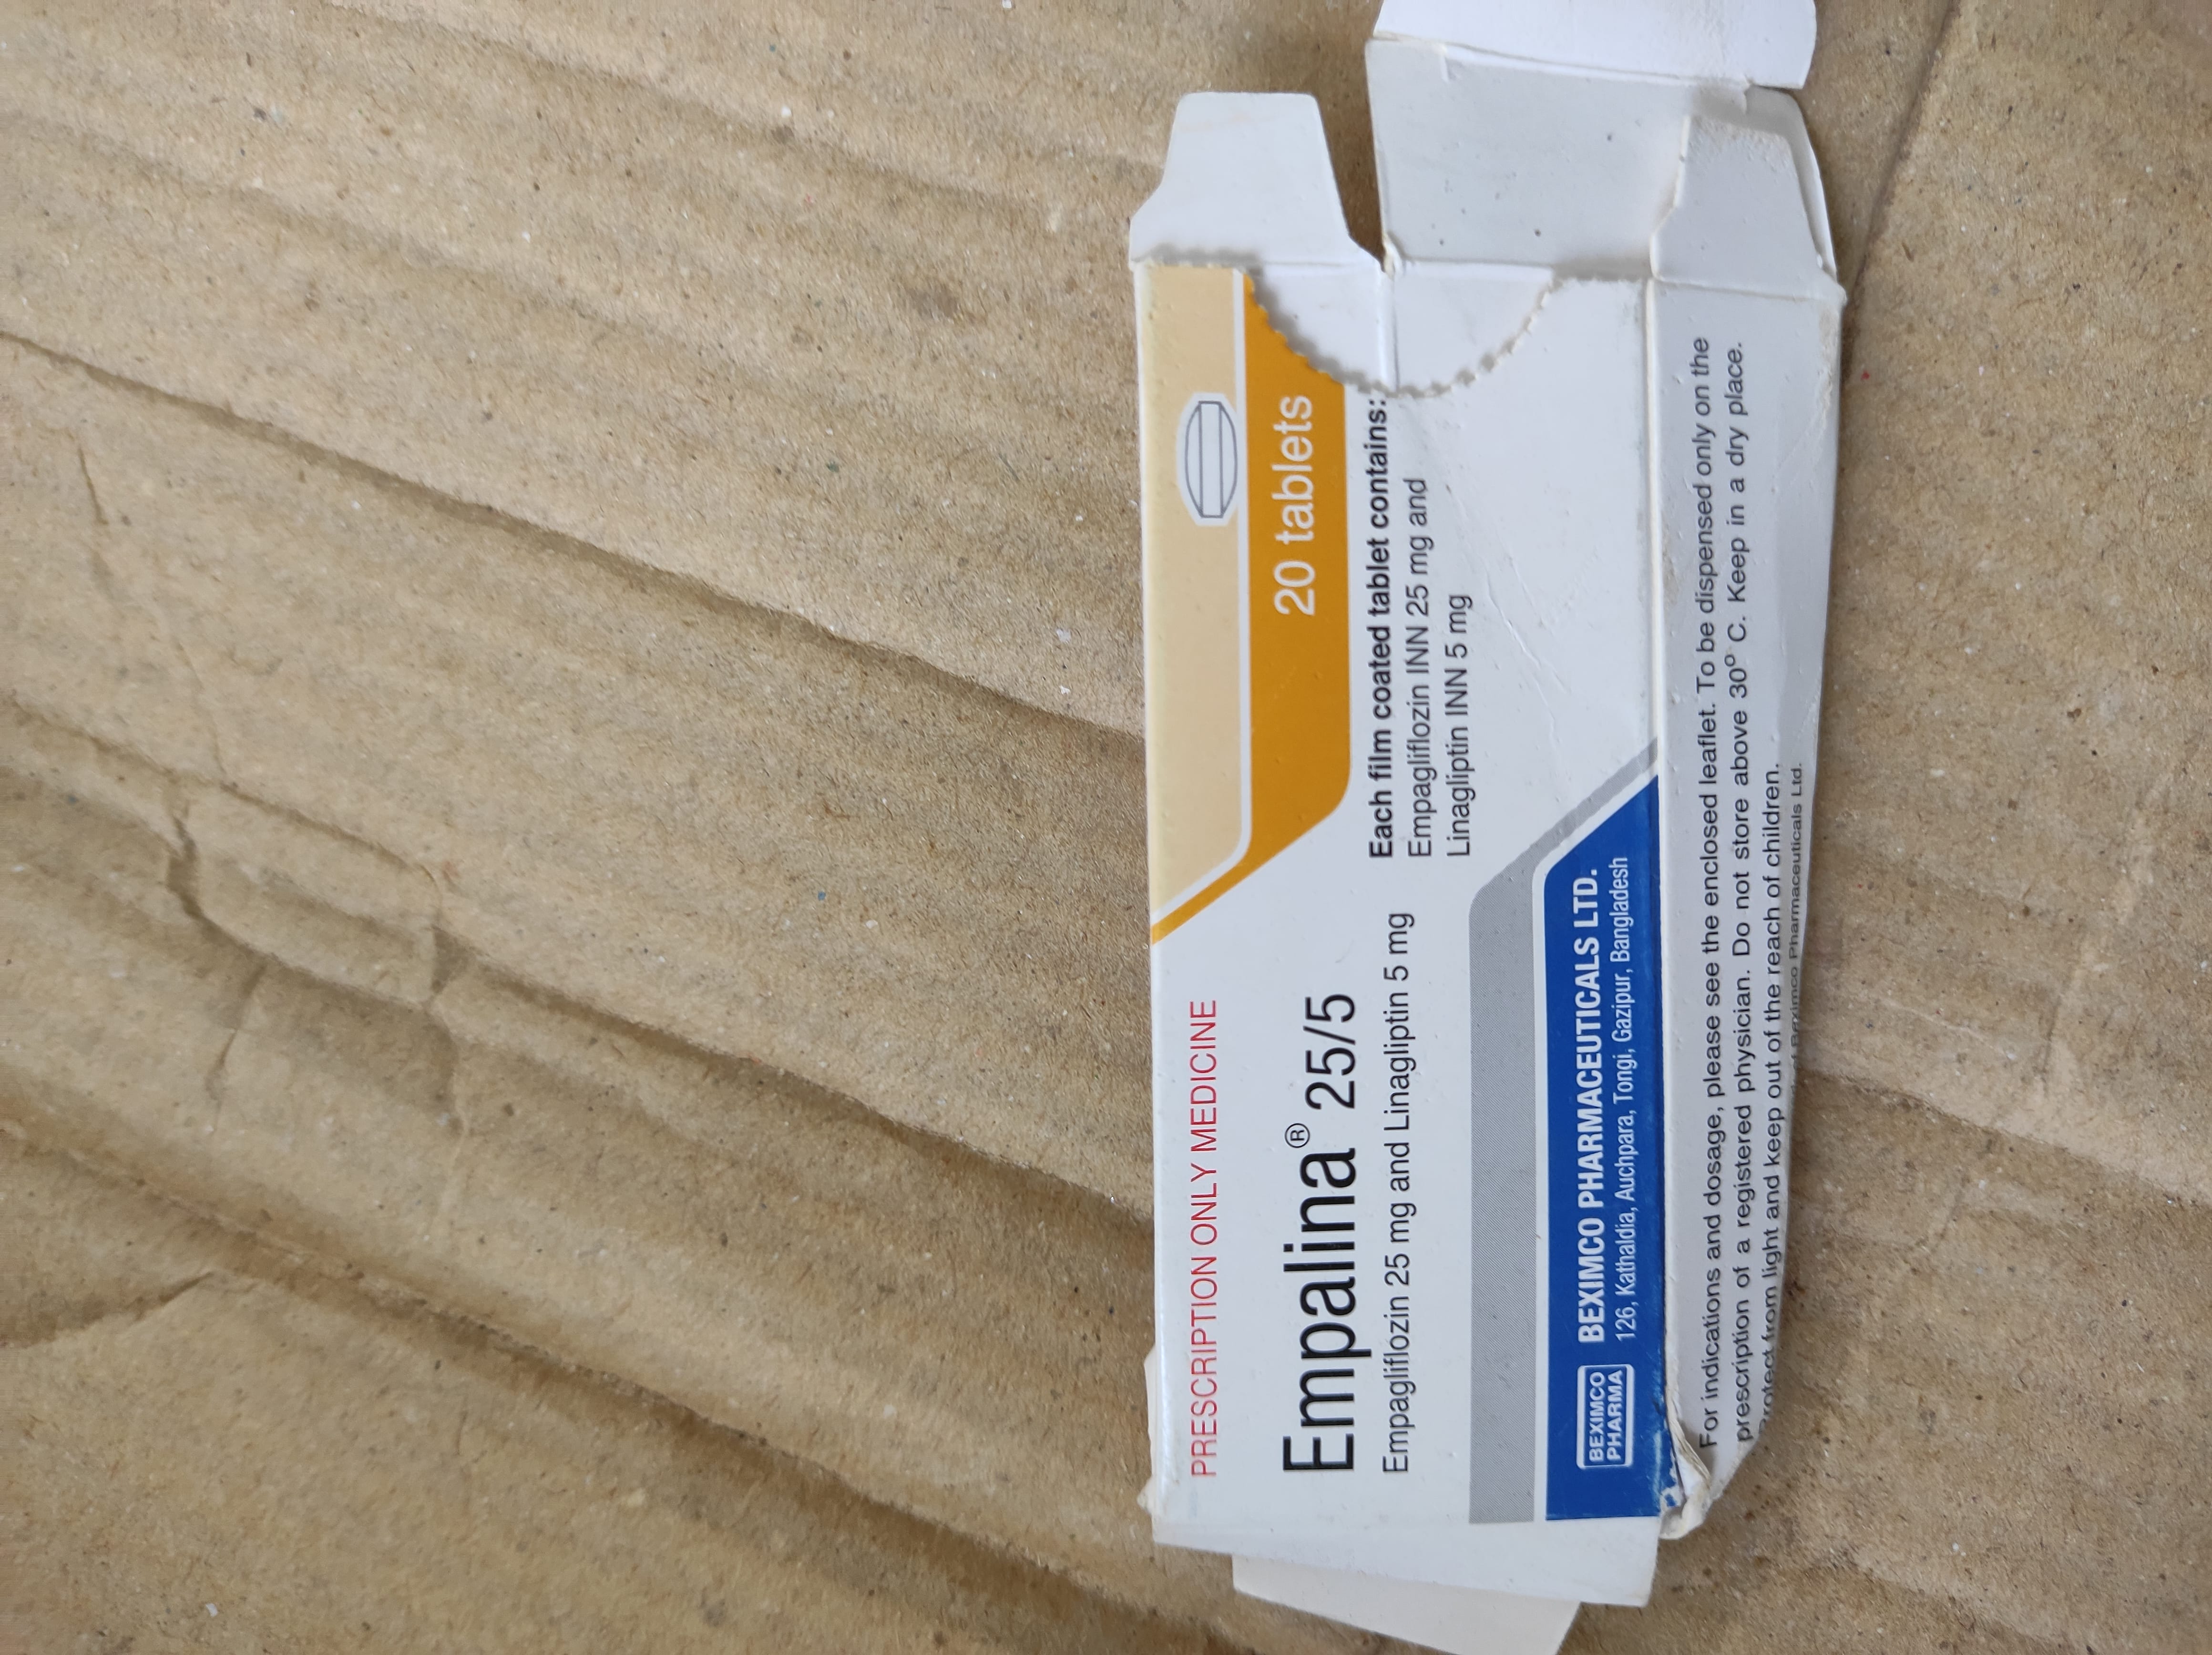 PRESCRIPTION ONLY MEDICINE
Empalina® 25/5
Empagliflozin 25 mg and Linagliptin 5 mg
20 tablets
Each film coated tablet contains:
Empagliflozin INN 25 mg and
Linagliptin INN 5 mg
BEXIMCO
PHARMA
BEXIMCO PHARMACEUTICALS LTD.
126, Kathaldia, Auchpara, Tongi, Gazipur, Bangladesh
For indications and dosage, please see the enclosed leaflet. To be dispensed only on the
prescription of a registered physician. Do not store above 30° C. Keep in a dry place.
Protect from light and keep out of the reach of children.
of Beximco Pharmaceuticals Ltd.